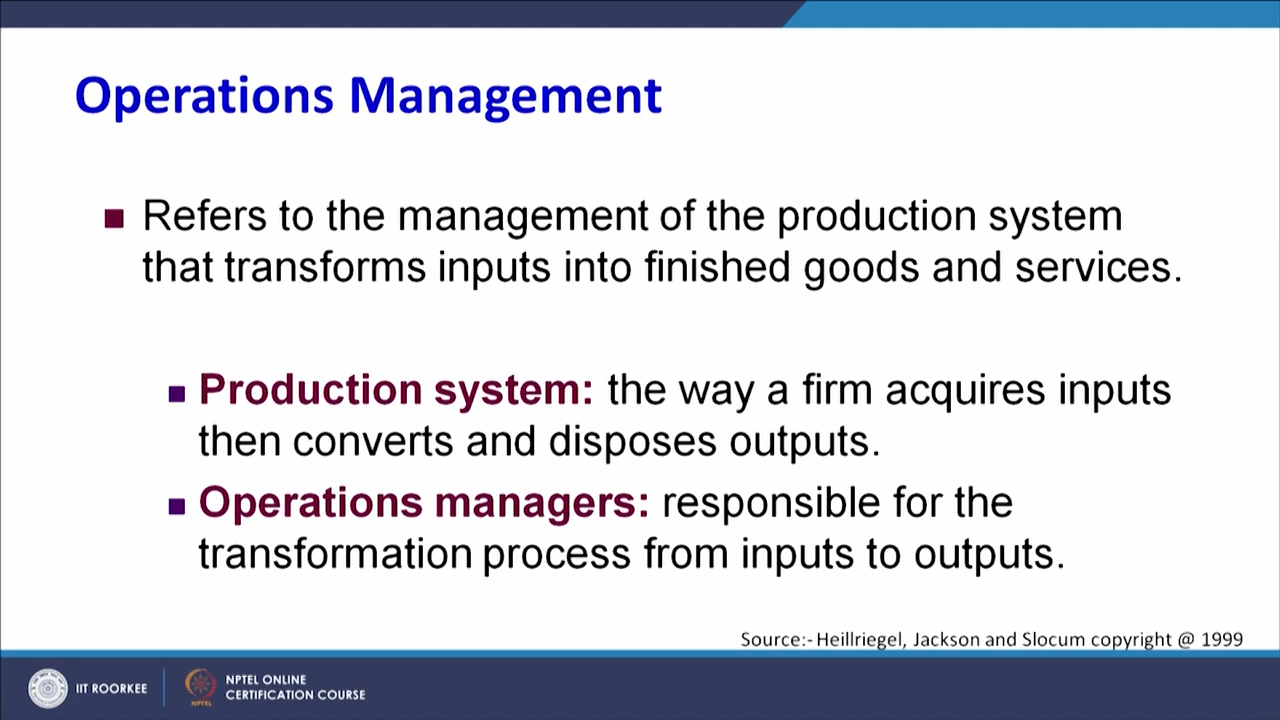 Operations Management
Refers to the management of the production system
that transforms inputs into finished goods and services.
Production system: the way a firm acquires inputs
then converts and disposes outputs.
Operations managers: responsible for the
transformation process from inputs to outputs.
Source:- Heillriegel, Jackson and Slocum copyright @ 1999
IIT ROORKEE
NPTEL ONLINE
CERTIFICATION COURSE
NPTEL